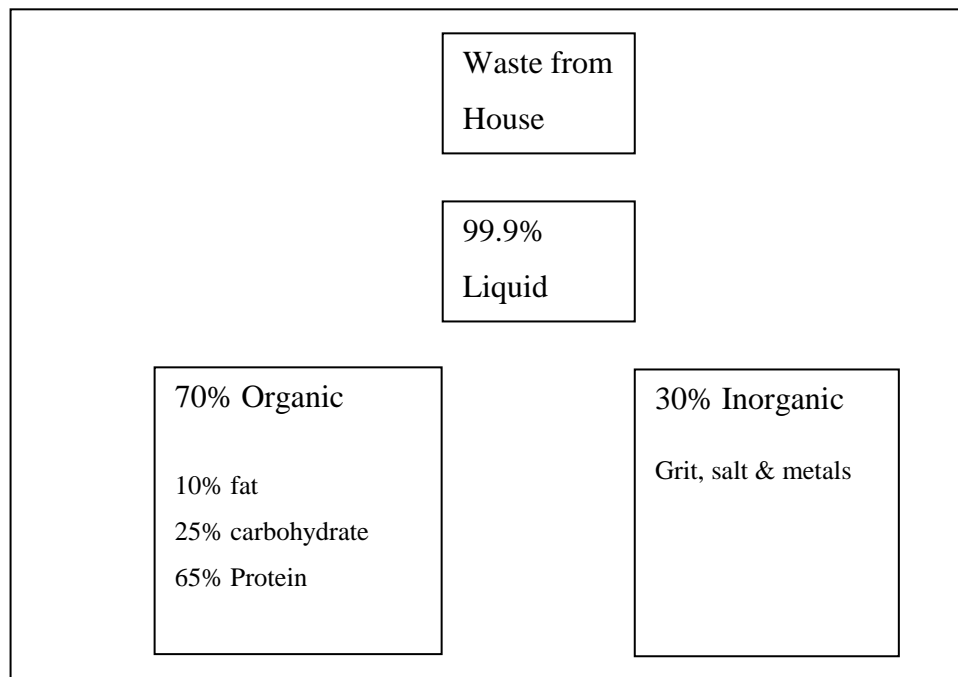 Waste from
House
99.9%
Liquid
70% Organic
10% fat
25% carbohydrate
65% Protein
30% Inorganic
Grit, salt & metals